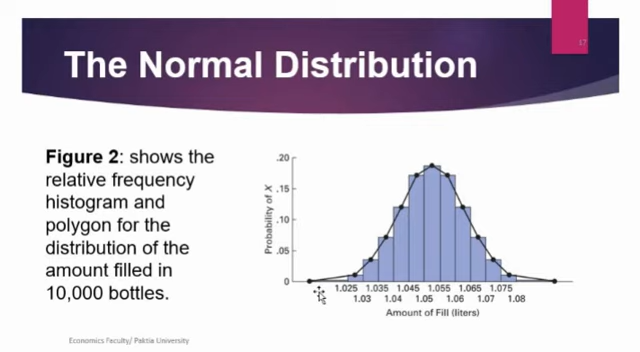 17
The Normal Distribution
Figure 2: shows the
relative frequency
histogram and
polygon for the
distribution of the
amount filled in
10,000 bottles.
.20
.15
.10
.05
0
Probability of X
1.025 1.035 1.045 1.055 1.065 1.075
1.03 1.04 1.05 1.06 1.07 1.08
Amount of Fill (liters)
Economics Faculty/ Paktia University